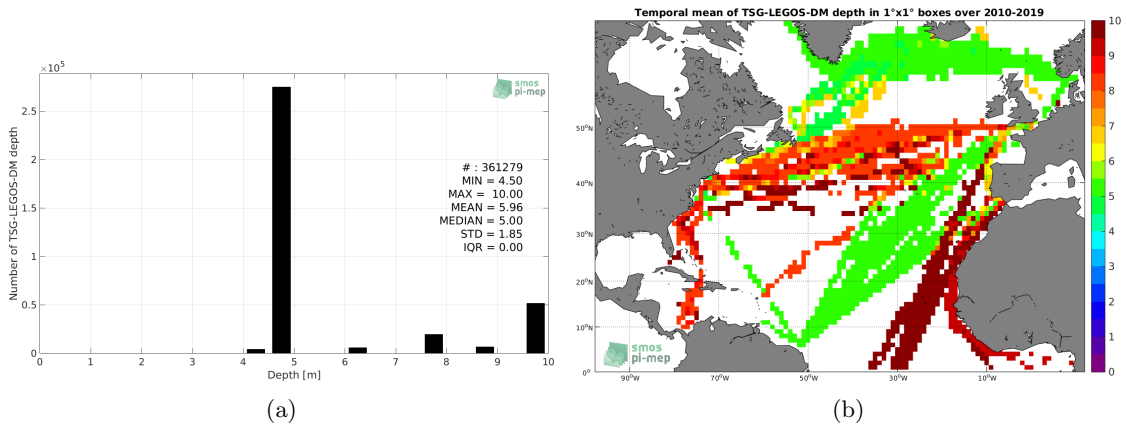 ×10⁵
smos
pi-mep
Number of TSG-LEGOS-DM depth
2.5
2
1.5
1
0.5
0
# : 361279
MIN = 4.50
MAX = 10.00
MEAN = 5.96
MEDIAN = 5.00
STD = 1.85
IQR = 0.00
0 1 2 3 4 5 6 7 8 9 10
Depth [m]
(a)
Temporal mean of TSG-LEGOS-DM depth in 1°x1° boxes over 2010-2019
50°N
40°N
30°N
20°N
10°N
0°
90°W 70°W 50°W 30°W 10°W
smos
pi-mep
10
9
8
7
6
5
4
3
2
1
0
(b)